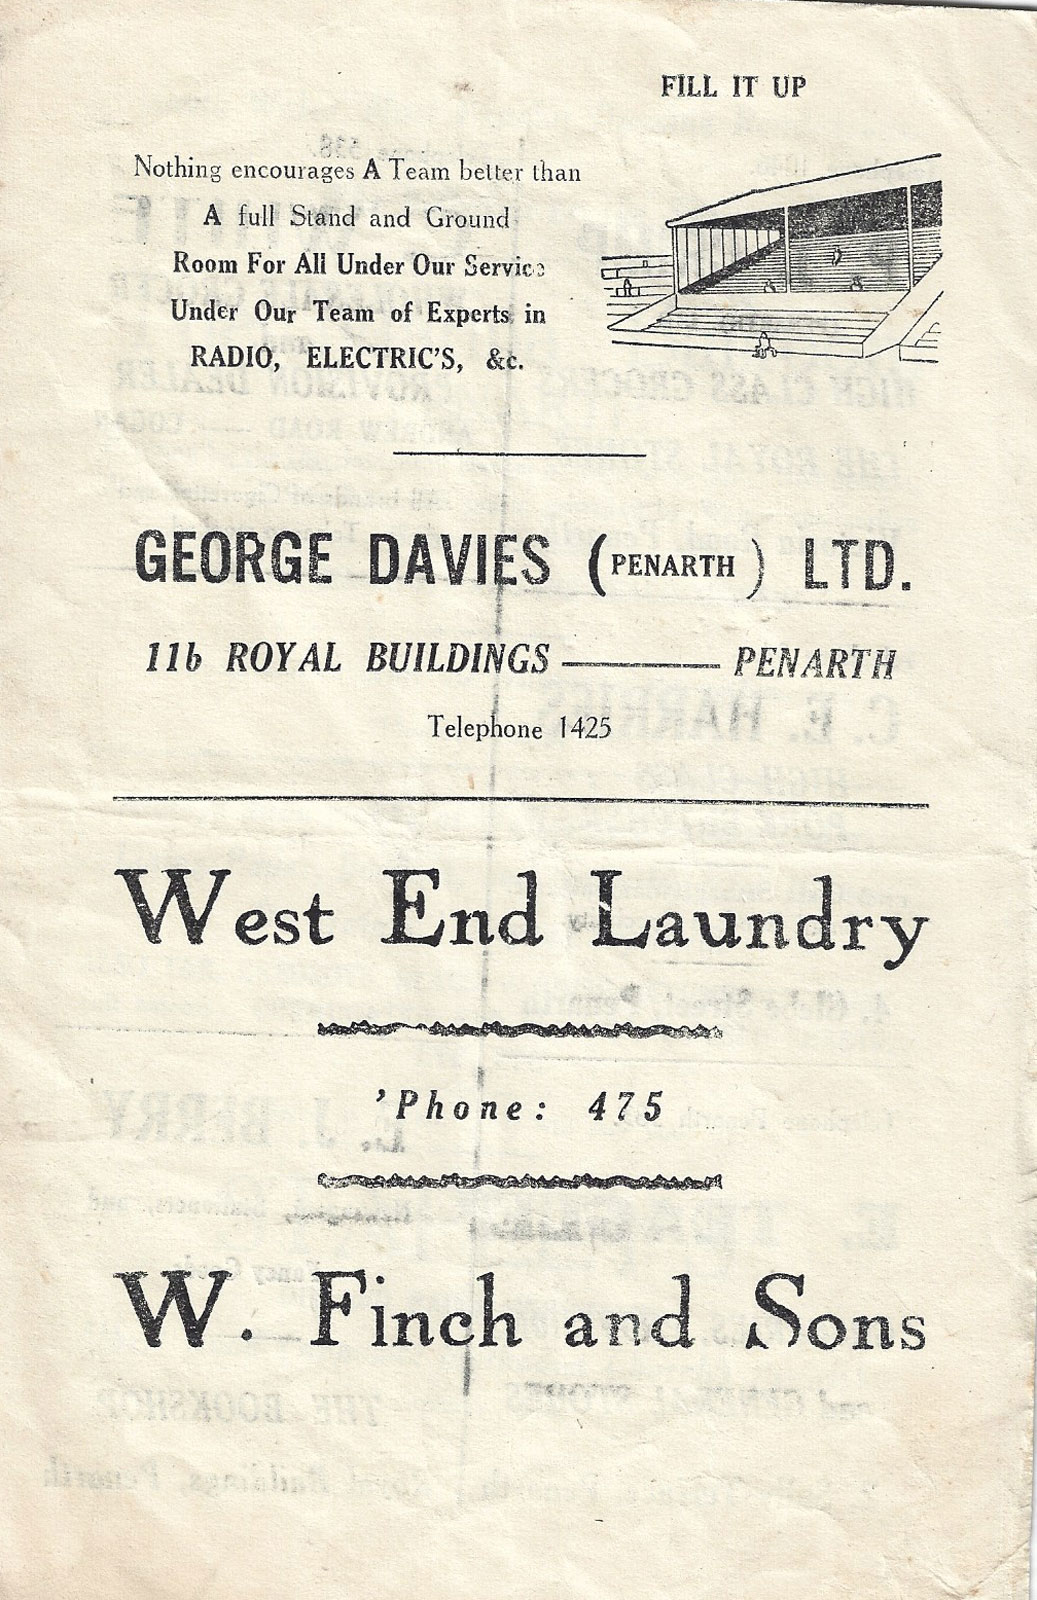 FILL IT UP
Nothing encourages A Team better than
A full Stand and Ground
Room For All Under Our Service
Under Our Team of Experts in
RADIO, ELECTRIC'S, &c.
GEORGE DAVIES (PENARTH) LTD.
11b ROYAL BUILDINGS ——— PENARTH
Telephone 1425
West End Laundry
'Phone: 475
W. Finch and Sons